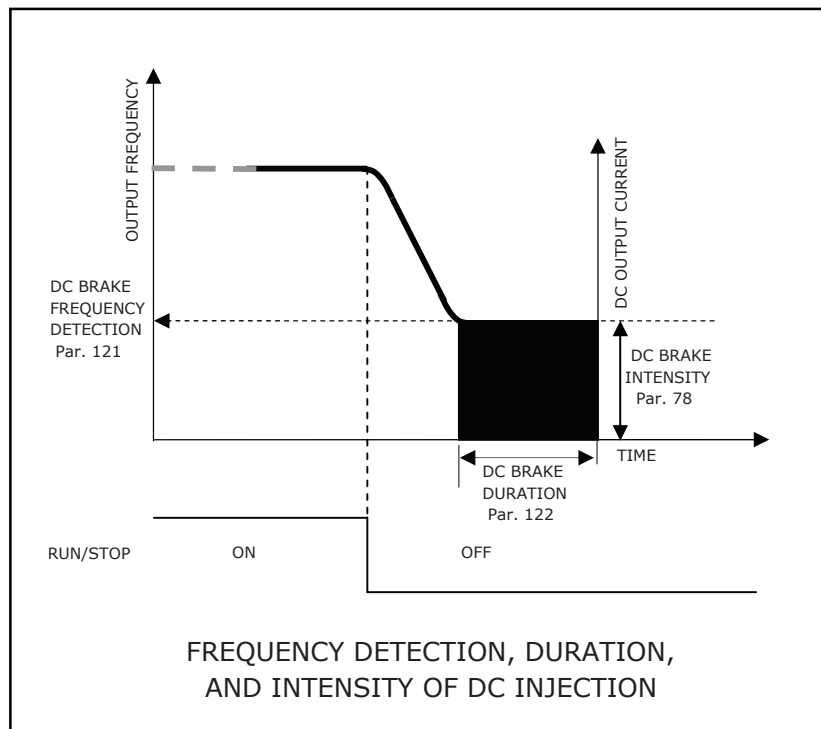 OUTPUT FREQUENCY
DC OUTPUT CURRENT
DC BRAKE
FREQUENCY
DETECTION
Par. 121
DC BRAKE
INTENSITY
Par. 78
TIME
DC BRAKE
DURATION
Par. 122
RUN/STOP
ON
OFF
FREQUENCY DETECTION, DURATION,
AND INTENSITY OF DC INJECTION